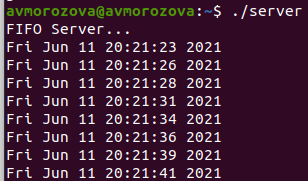 avmorozova@avmorozova:~$ ./server
FIFO Server...
Fri Jun 11 20:21:23 2021
Fri Jun 11 20:21:26 2021
Fri Jun 11 20:21:28 2021
Fri Jun 11 20:21:31 2021
Fri Jun 11 20:21:34 2021
Fri Jun 11 20:21:36 2021
Fri Jun 11 20:21:39 2021
Fri Jun 11 20:21:41 2021